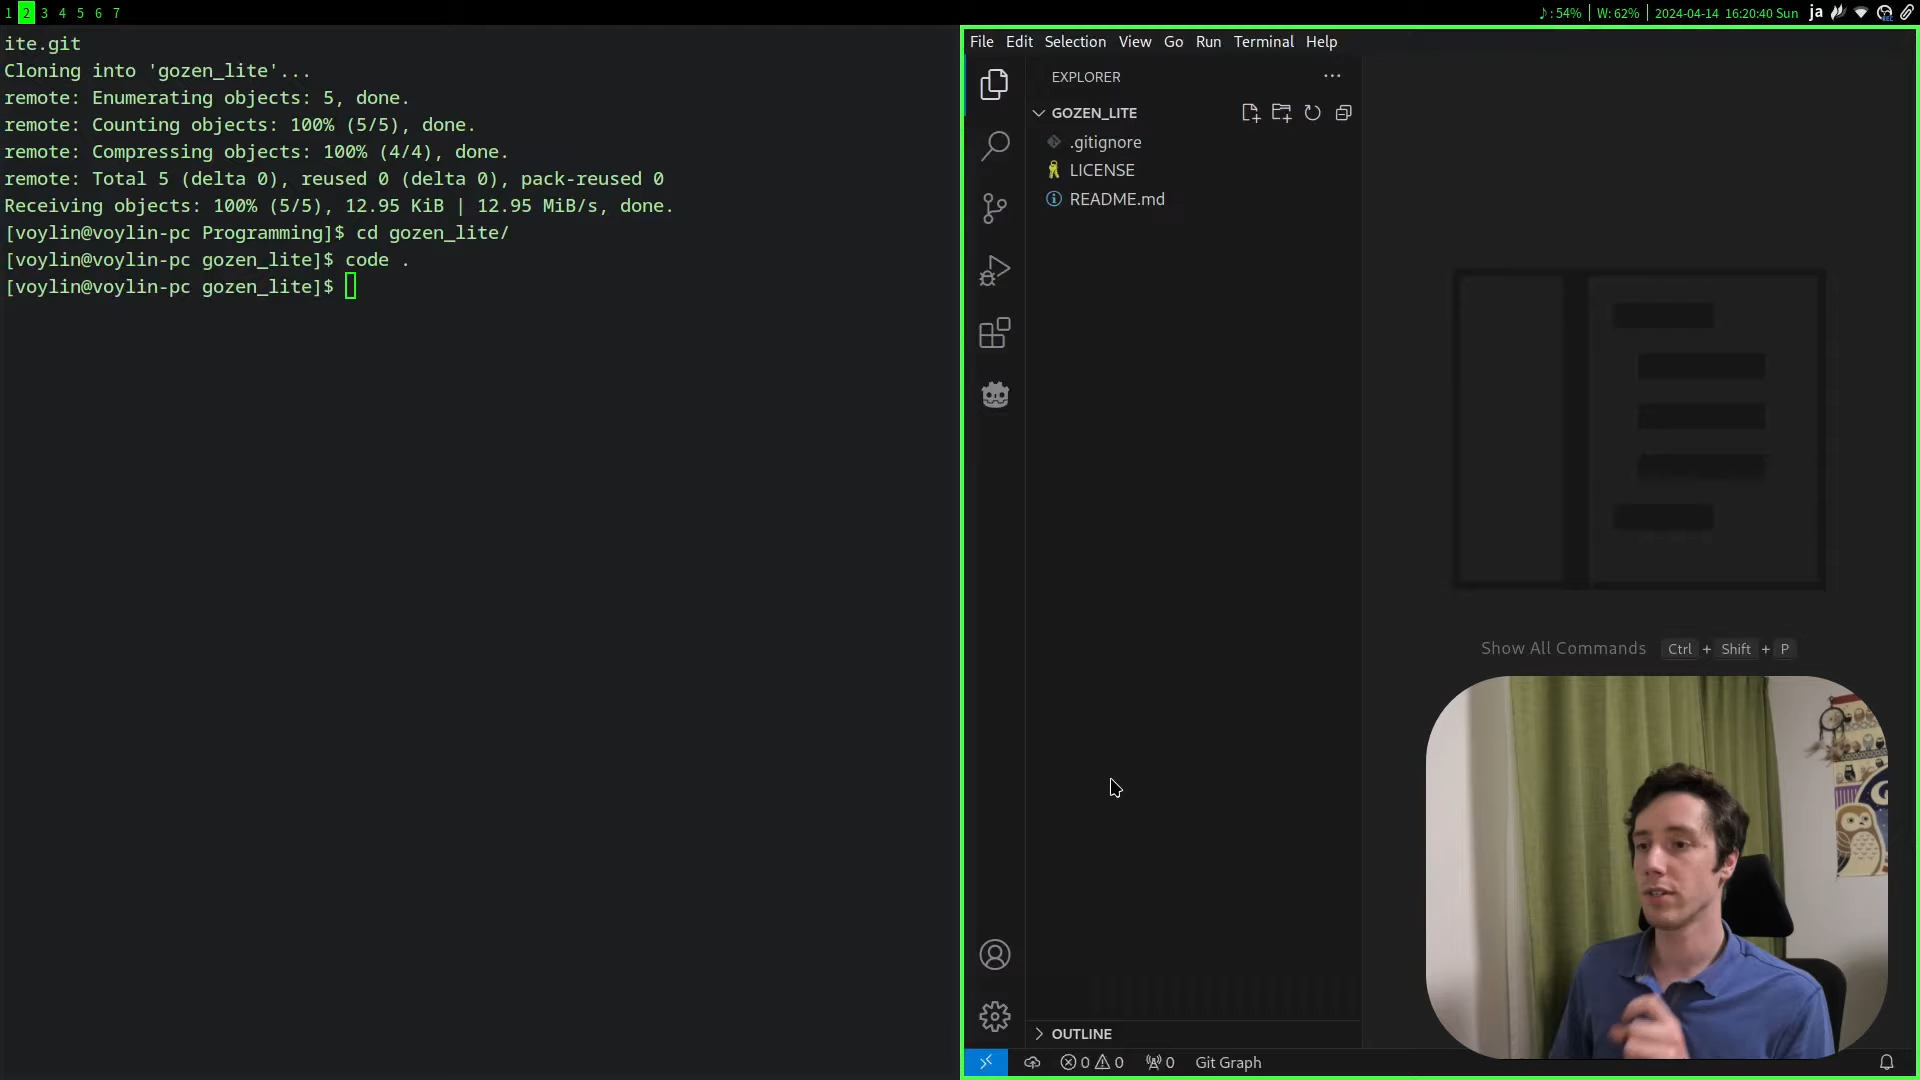 1 2 3 4 5 6 7
♪: 54% | W: 62% | 2024-04-14 16:20:40 Sun ja
ite.git
Cloning into 'gozen_lite'...
remote: Enumerating objects: 5, done.
remote: Counting objects: 100% (5/5), done.
remote: Compressing objects: 100% (4/4), done.
remote: Total 5 (delta 0), reused 0 (delta 0), pack-reused 0
Receiving objects: 100% (5/5), 12.95 KiB | 12.95 MiB/s, done.
[voylin@voylin-pc Programming]$ cd gozen_lite/
[voylin@voylin-pc gozen_lite]$ code .
[voylin@voylin-pc gozen_lite]$
File Edit Selection View Go Run Terminal Help
EXPLORER
GOZEN_LITE
.gitignore
LICENSE
README.md
Show All Commands Ctrl + Shift + P
OUTLINE
0 0 0 Git Graph